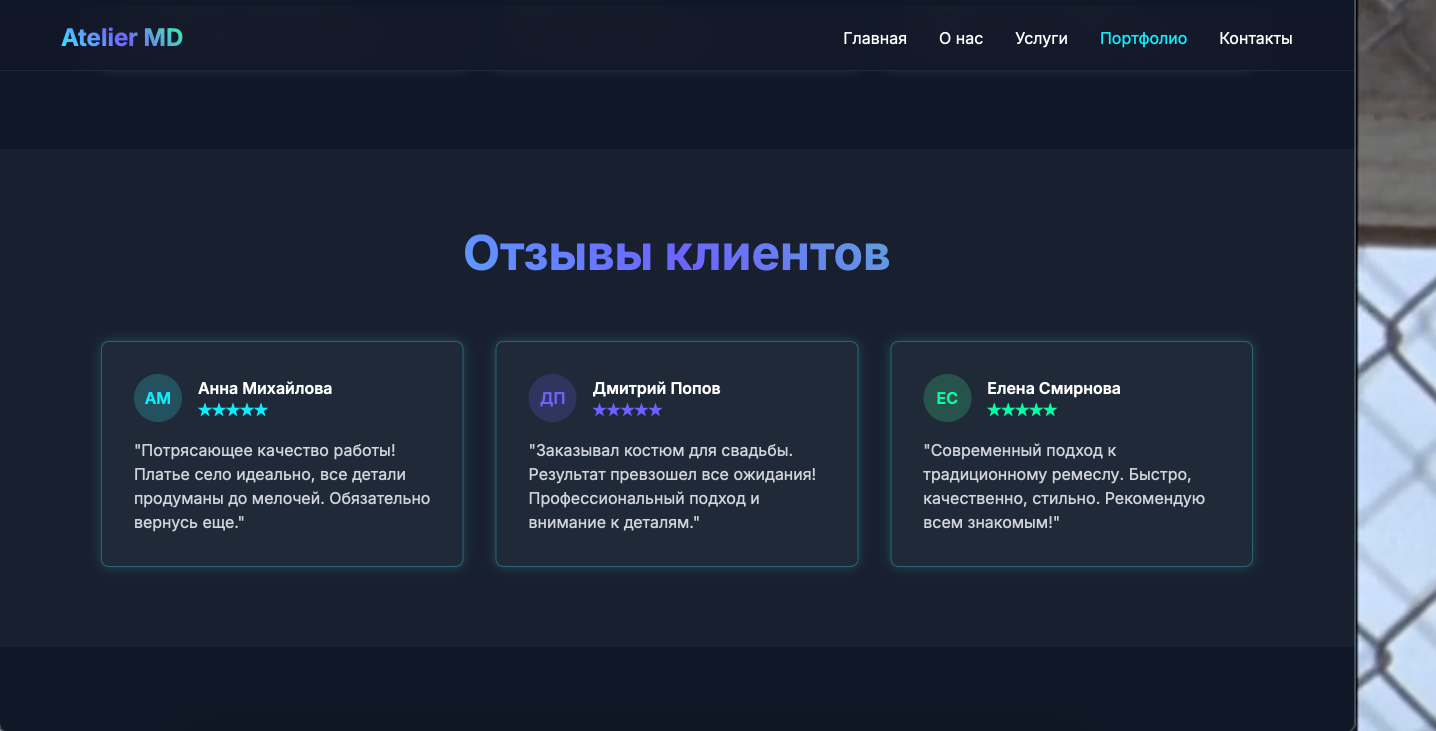 Atelier MD
Главная
О нас
Услуги
Портфолио
Контакты
Отзывы клиентов
АМ
Анна Михайлова
★★★★★
"Потрясающее качество работы!
Платье село идеально, все детали
продуманы до мелочей. Обязательно
вернусь еще."
ДП
Дмитрий Попов
★★★★★
"Заказывал костюм для свадьбы.
Результат превзошел все ожидания!
Профессиональный подход и
внимание к деталям."
ЕС
Елена Смирнова
★★★★★
"Современный подход к
традиционному ремеслу. Быстро,
качественно, стильно. Рекомендую
всем знакомым!"